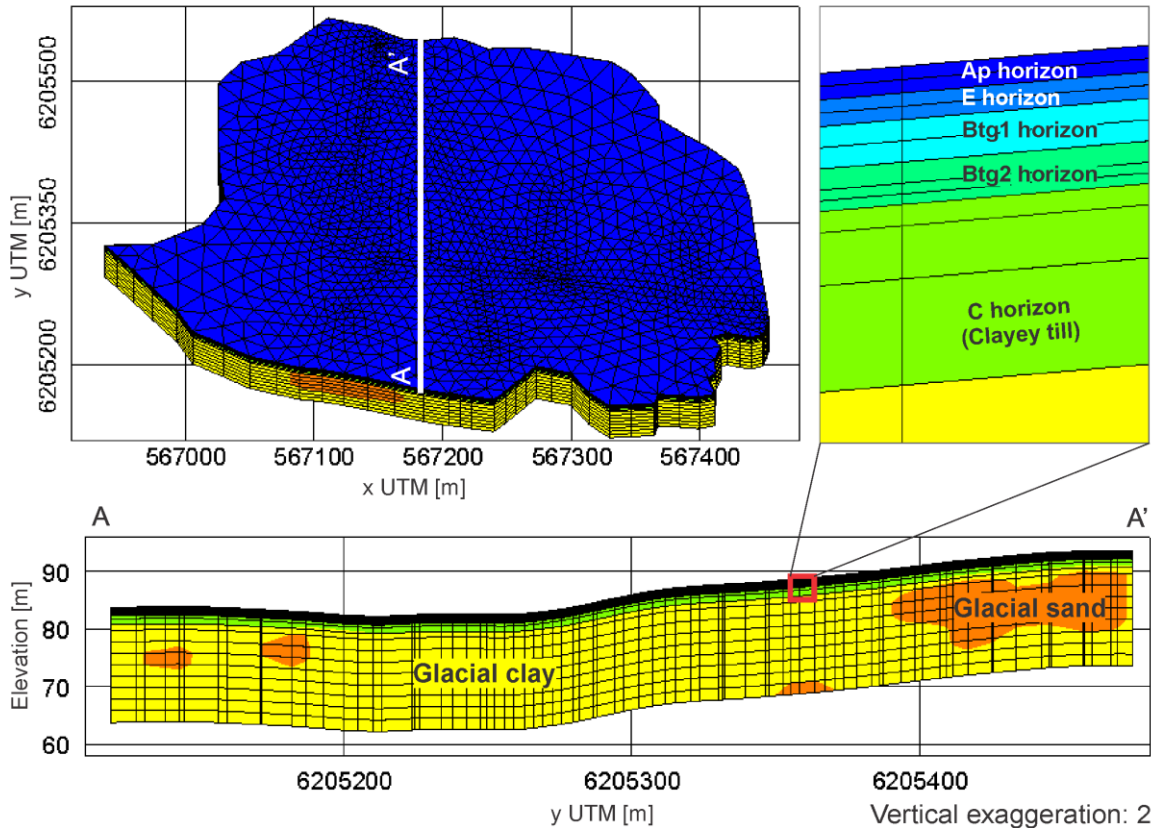 6205500
6205350
6205200
y UTM [m]
A'
A
567000 567100 567200 567300 567400
x UTM [m]
Ap horizon
E horizon
Btg1 horizon
Btg2 horizon
C horizon
(Clayey till)
A
A'
90
80
70
60
Elevation [m]
Glacial sand
Glacial clay
6205200 6205300 6205400
y UTM [m]
Vertical exaggeration: 2